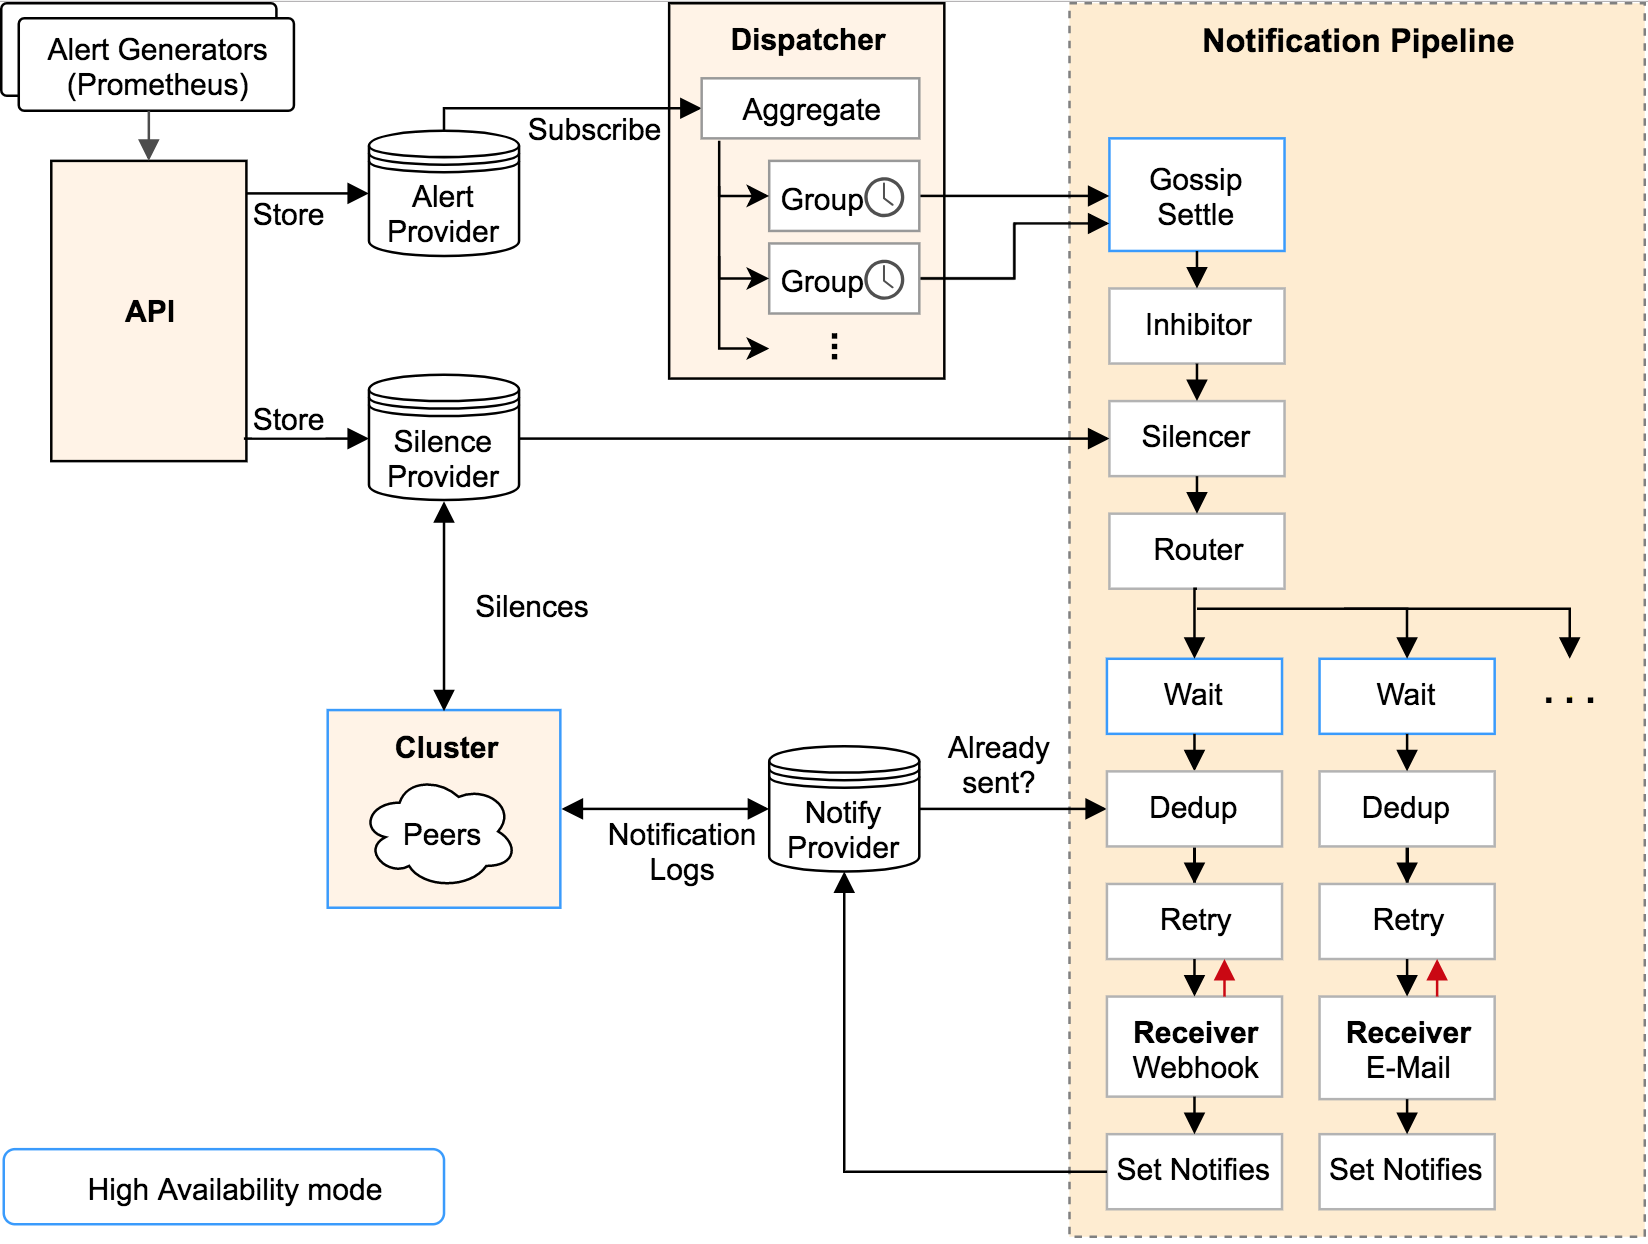 Alert Generators
(Prometheus)
API
Store
Alert
Provider
Subscribe
Dispatcher
Aggregate
Group
Group
Store
Silence
Provider
Silences
Cluster
Peers
Notification
Logs
Notify
Provider
Already
sent?
Notification Pipeline
Gossip
Settle
Inhibitor
Silencer
Router
Wait
Dedup
Retry
Receiver
Webhook
Set Notifies
Wait
Dedup
Retry
Receiver
E-Mail
Set Notifies
. . .
High Availability mode